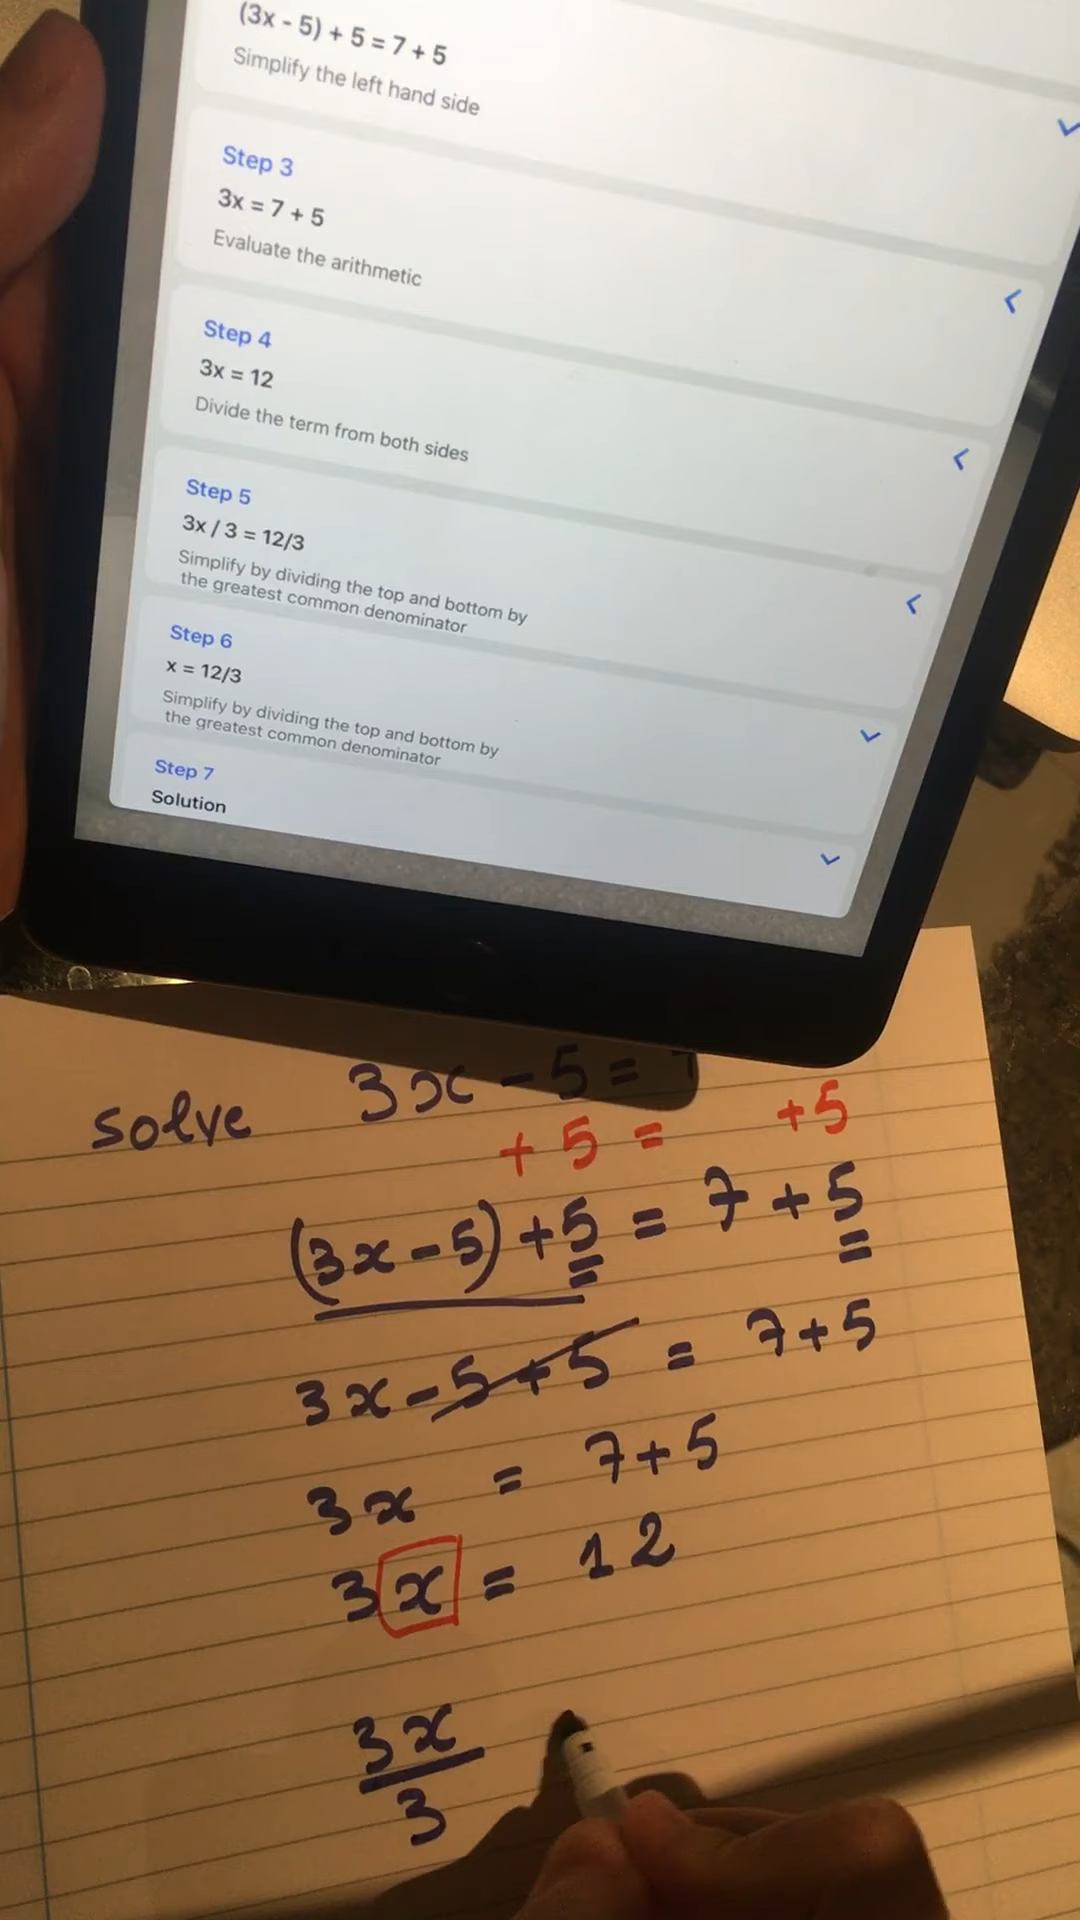 (3x - 5) + 5 = 7 + 5
Simplify the left hand side
Step 3
3x = 7 + 5
Evaluate the arithmetic
Step 4
3x = 12
Divide the term from both sides
Step 5
3x / 3 = 12/3
Simplify by dividing the top and bottom by
the greatest common denominator
Step 6
x = 12/3
Simplify by dividing the top and bottom by
the greatest common denominator
Step 7
Solution
solve 3x - 5 =
+ 5 = +5
(3x - 5) + 5 = 7 + 5
3x - 5 + 5 = 7 + 5
3x = 7 + 5
3x = 12
3x
3